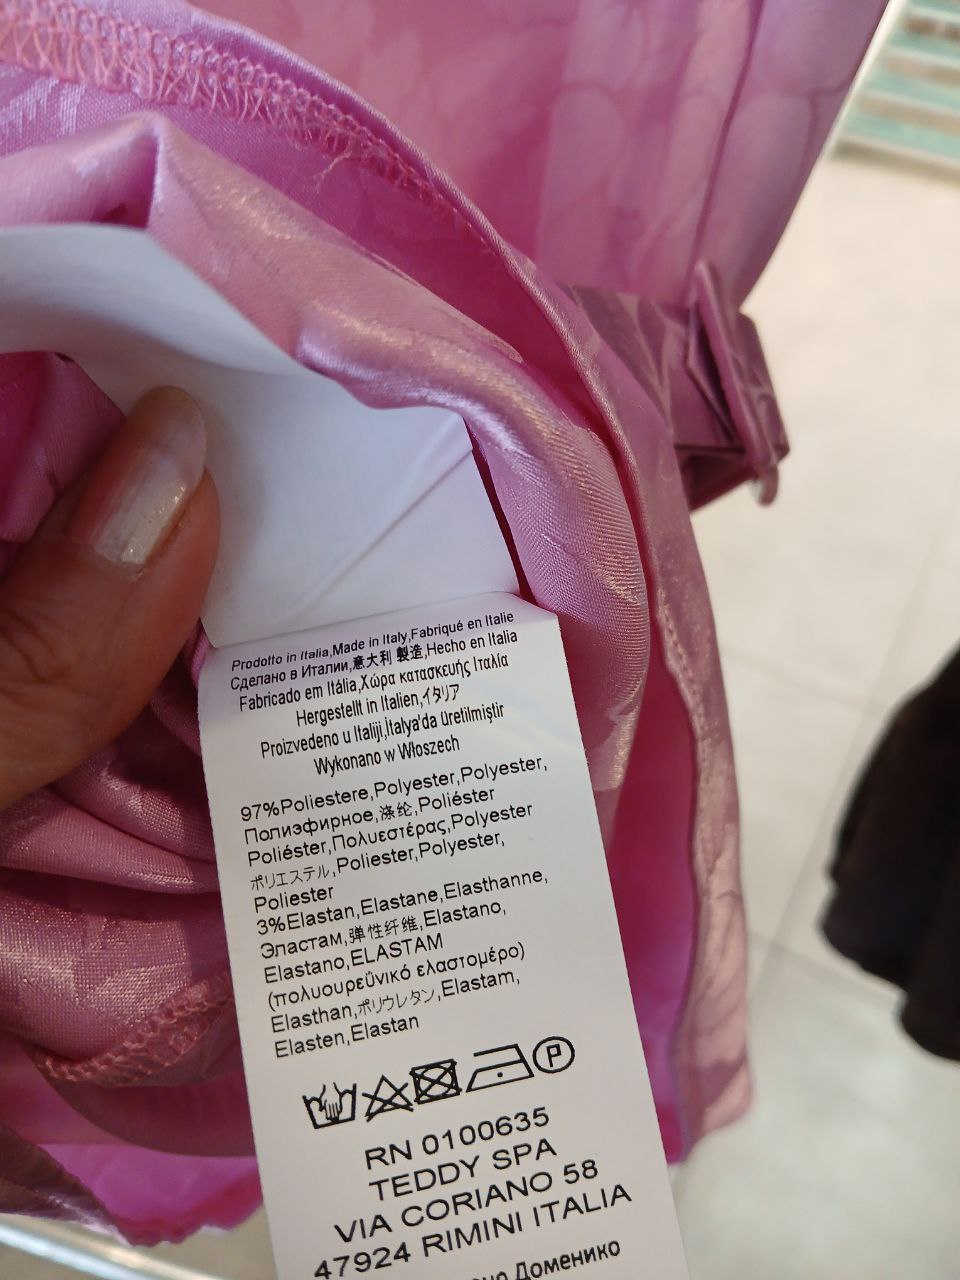 Prodotto in Italia,Made in Italy,Fabriqué en Italie
Сделано в Италии,意大利 製造,Hecho en Italia
Fabricado em Itália,Χώρα κατασκευής Ιταλία
Hergestellt in Italien,イタリア
Proizvedeno u Italiji,İtalya'da üretilmiştir
Wykonano w Włoszech
97%Poliestere,Polyester,Polyester,
Полиэфирное,涤纶,Poliéster
Poliéster,Πολυεστέρας,Polyester
ポリエステル,Poliester,Polyester,
Poliester
3%Elastan,Elastane,Elasthanne,
Эластам,弹性纤维,Elastano,
Elastano,ELASTAM
(πολυουρεΰνικό ελαστομέρο)
Elasthan,ポリウレタン,Elastam,
Elasten,Elastan
P
RN 0100635
TEDDY SPA
VIA CORIANO 58
47924 RIMINI ITALIA
Доменико